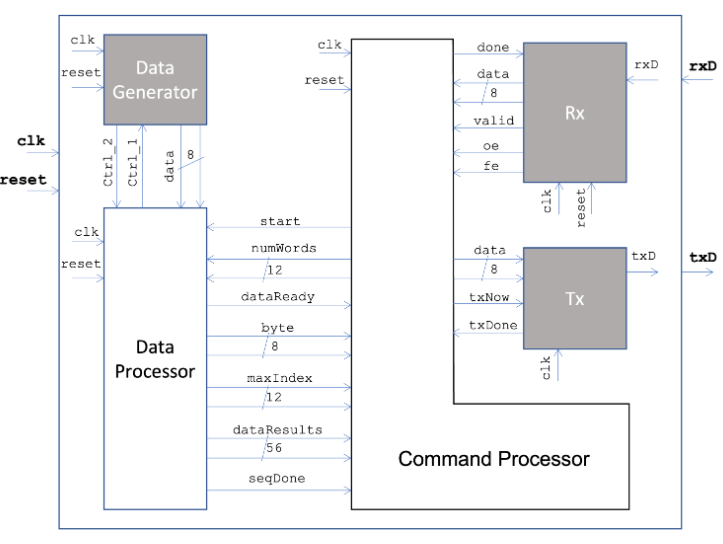 clk
reset
Data
Generator
Ctrl_2
Ctrl_1
data
8
clk
reset
clk
reset
Data
Processor
start
numWords
12
dataReady
byte
8
maxIndex
12
dataResults
56
seqDone
clk
reset
Command Processor
done
data
8
valid
oe
fe
Rx
rxD
rxD
clk
reset
data
8
txNow
txDone
Tx
txD
txD
clk